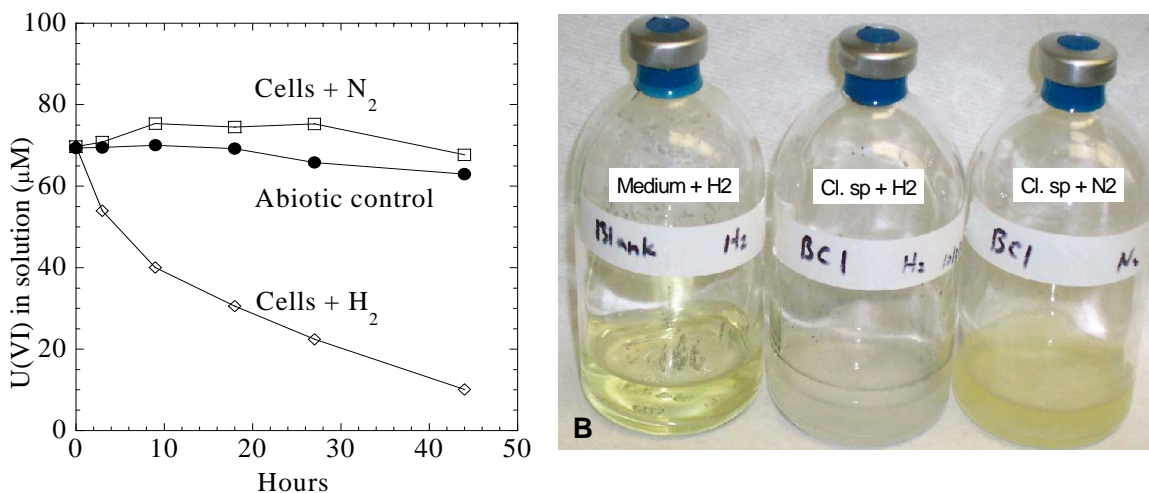 100
80
60
40
20
0
U(VI) in solution (μM)
Cells + N₂
Abiotic control
Cells + H₂
0 10 20 30 40 50
Hours
Medium + H2
Cl. sp + H2
Cl. sp + N2
Blank H₂
BC1 H₂
BC1 N₂
B